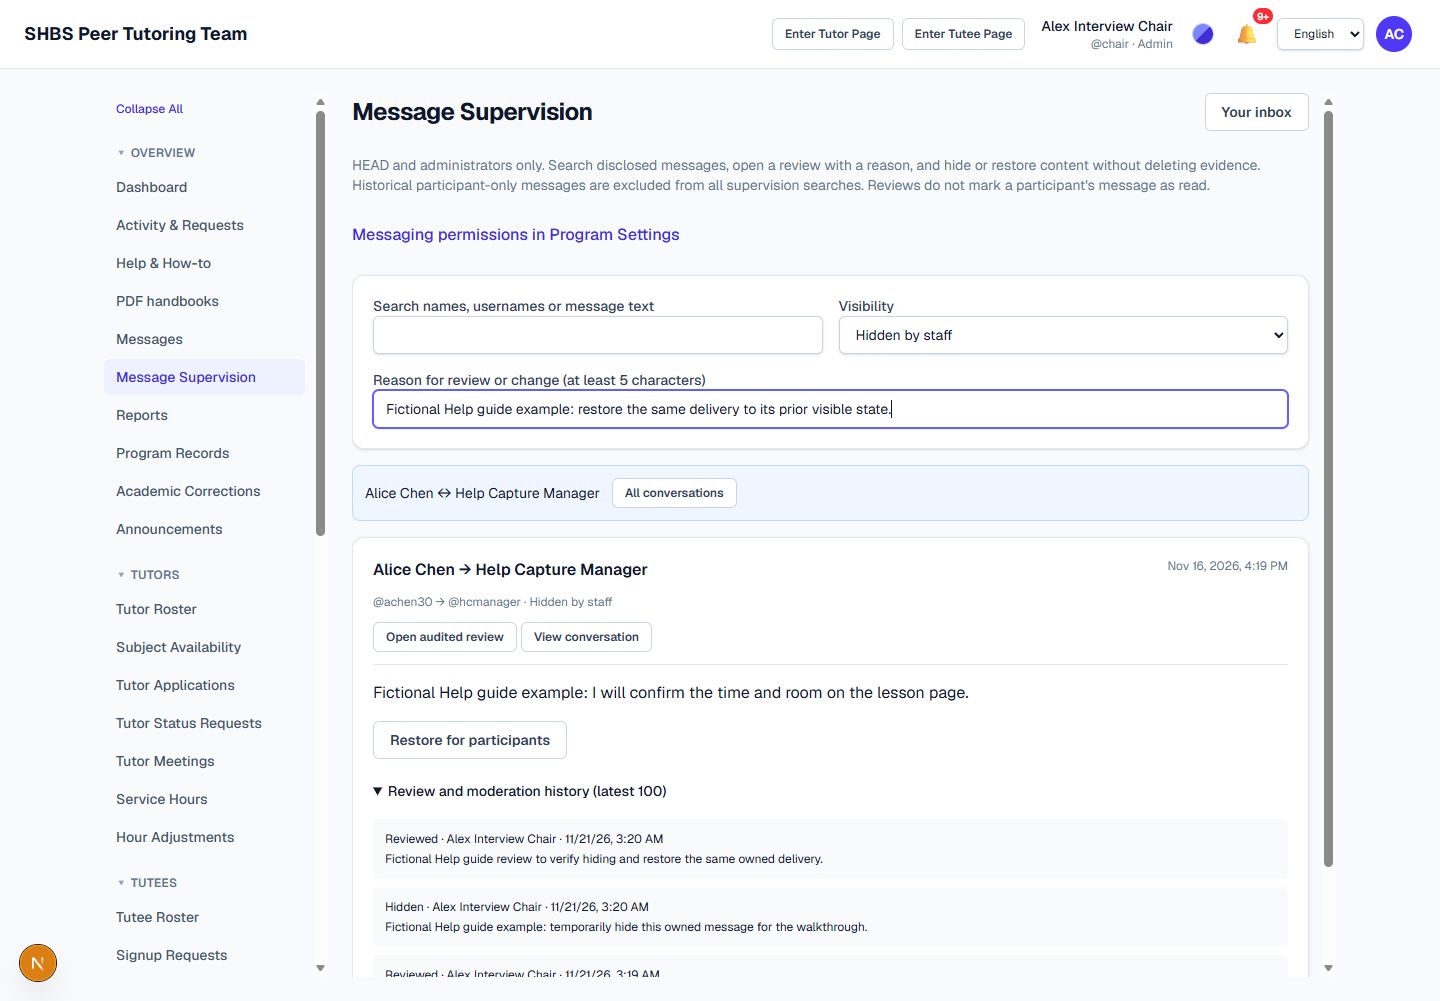 SHBS Peer Tutoring Team
Enter Tutor Page
Enter Tutee Page
Alex Interview Chair
@chair · Admin
9+
English
AC
Collapse All
▼ OVERVIEW
Dashboard
Activity & Requests
Help & How-to
PDF handbooks
Messages
Message Supervision
Reports
Program Records
Academic Corrections
Announcements
▼ TUTORS
Tutor Roster
Subject Availability
Tutor Applications
Tutor Status Requests
Tutor Meetings
Service Hours
Hour Adjustments
▼ TUTEES
Tutee Roster
Signup Requests
N
Message Supervision
Your inbox
HEAD and administrators only. Search disclosed messages, open a review with a reason, and hide or restore content without deleting evidence.
Historical participant-only messages are excluded from all supervision searches. Reviews do not mark a participant's message as read.
Messaging permissions in Program Settings
Search names, usernames or message text
Visibility
Hidden by staff
Reason for review or change (at least 5 characters)
Fictional Help guide example: restore the same delivery to its prior visible state.
Alice Chen ↔ Help Capture Manager
All conversations
Alice Chen → Help Capture Manager
Nov 16, 2026, 4:19 PM
@achen30 → @hcmanager · Hidden by staff
Open audited review
View conversation
Fictional Help guide example: I will confirm the time and room on the lesson page.
Restore for participants
▼ Review and moderation history (latest 100)
Reviewed · Alex Interview Chair · 11/21/26, 3:20 AM
Fictional Help guide review to verify hiding and restore the same owned delivery.
Hidden · Alex Interview Chair · 11/21/26, 3:20 AM
Fictional Help guide example: temporarily hide this owned message for the walkthrough.
Reviewed · Alex Interview Chair · 11/21/26, 3:19 AM